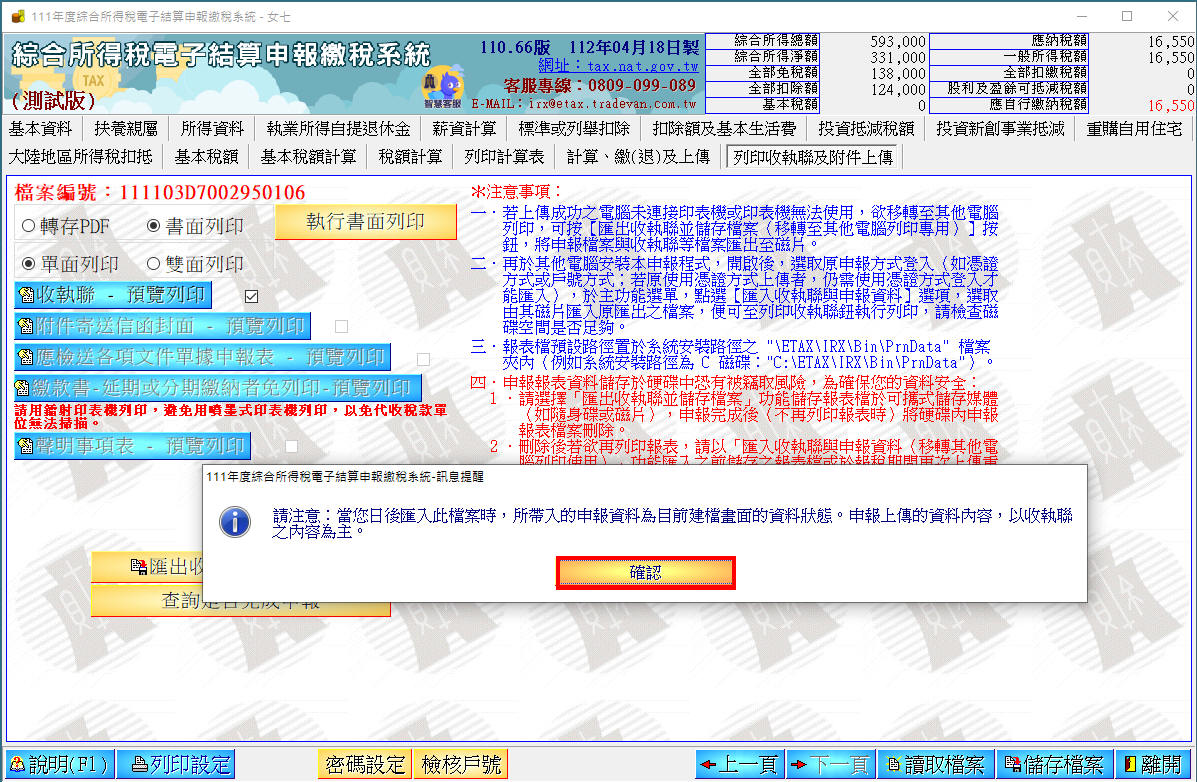 111年度綜合所得稅電子結算申報繳稅系統 - 女七
綜合所得稅電子結算申報繳稅系統
(測試版)
TAX
智慧客服
110.66版 112年04月18日製
網址：tax.nat.gov.tw
客服專線：0809-099-089
E-MAIL：irx@etax.tradevan.com.tw
綜合所得總額 593,000 應納稅額 16,550
綜合所得淨額 331,000 一般所得稅額 16,550
全部免稅額 138,000 全部扣繳稅額 0
全部扣除額 124,000 股利及盈餘可抵減稅額 0
基本稅額 0 應自行繳納稅額 16,550
基本資料 扶養親屬 所得資料 執業所得自提退休金 薪資計算 標準或列舉扣除 扣除額及基本生活費 投資抵減稅額 投資新創事業抵減 重購自用住宅
大陸地區所得稅扣抵 基本稅額 基本稅額計算 稅額計算 列印計算表 計算、繳(退)及上傳 列印收執聯及附件上傳
檔案編號：111103D7002950106
轉存PDF 書面列印 執行書面列印
單面列印 雙面列印
收執聯 - 預覽列印
附件寄送信函封面 - 預覽列印
應檢送各項文件單據申報表 - 預覽列印
繳款書-延期或分期繳納者免列印-預覽列印
請用鐳射印表機列印，避免用噴墨式印表機列印，以免代收稅款單
位無法掃描。
聲明事項表 - 預覽列印
匯出收
查詢是否完成申報
＊注意事項：
一．若上傳成功之電腦未連接印表機或印表機無法使用，欲移轉至其他電腦
列印，可按［匯出收執聯並儲存檔案（移轉至其他電腦列印專用）］按
鈕，將申報檔案與收執聯等檔案匯出至磁片。
二．再於其他電腦安裝本申報程式，開啟後，選取原申報方式登入（如憑證
方式或戶號方式；若原使用憑證方式上傳者，仍需使用憑證方式登入才
能匯入），於主功能選單，點選［匯入收執聯與申報資料］選項，選取
由其磁片匯入原匯出之檔案，便可至列印收執聯鈕執行列印，請檢查磁
碟空間是否足夠。
三．報表檔預設路徑置於系統安裝路徑之 "\ETAX\IRX\Bin\PrnData" 檔案
夾內（例如系統安裝路徑為 C 磁碟："C:\ETAX\IRX\Bin\PrnData"）。
四．申報報表資料儲存於硬碟中恐有被竊取風險，為確保您的資料安全：
1．請選擇「匯出收執聯並儲存檔案」功能儲存報表檔於可攜式儲存媒體
（如隨身碟或磁片），申報完成後（不再列印報表時）將硬碟內申報
報表檔案刪除。
2．刪除後若欲再列印報表，請以「匯入收執聯與申報資料（移轉其他電
腦列印使用）」功能匯入之前儲存之報表檔或於報稅期間再次上傳重
111年度綜合所得稅電子結算申報繳稅系統-訊息提醒
請注意：當您日後匯入此檔案時，所帶入的申報資料為目前建檔畫面的資料狀態。申報上傳的資料內容，以收執聯
之內容為主。
確認
說明(F1) 列印設定 密碼設定 檢核戶號 上一頁 下一頁 讀取檔案 儲存檔案 離開